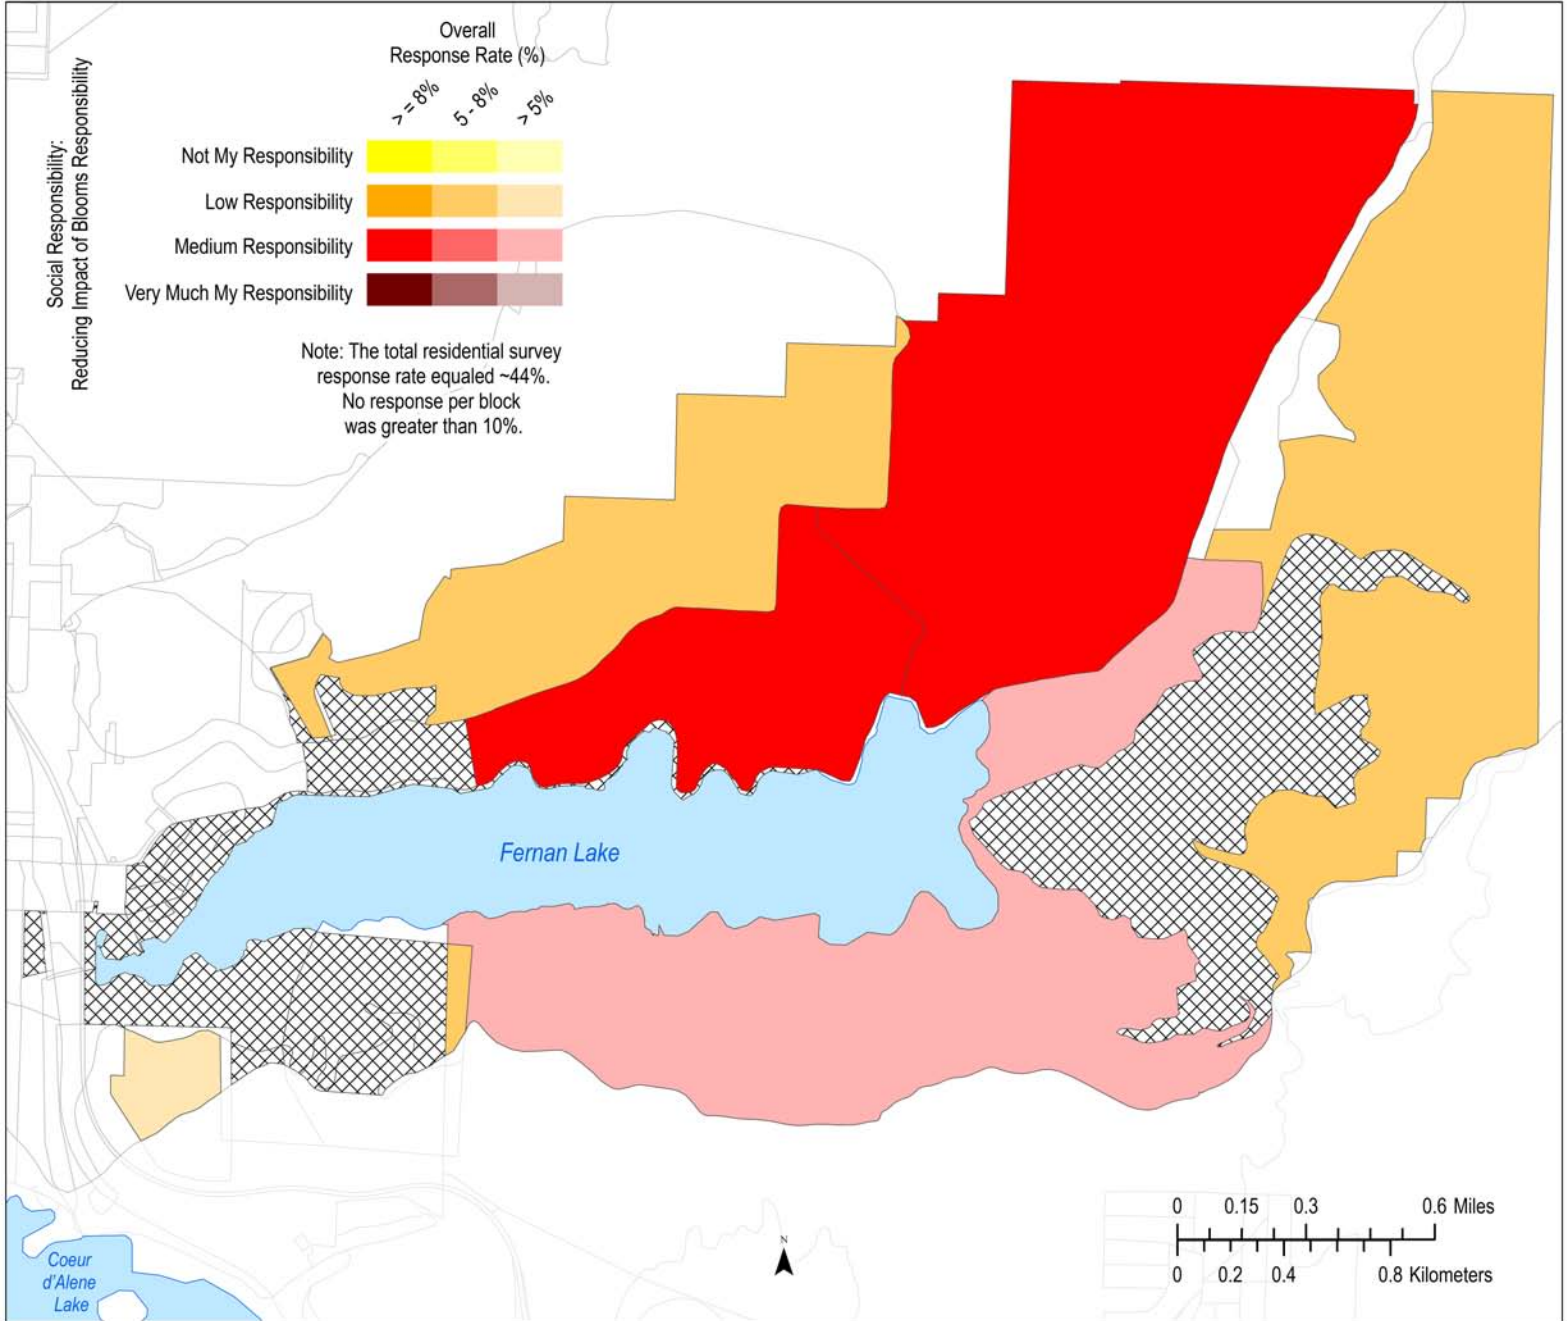 Overall
Response Rate (%)
> = 8%
5 - 8%
> 5%
Social Responsibility:
Reducing Impact of Blooms Responsibility
Not My Responsibility
Low Responsibility
Medium Responsibility
Very Much My Responsibility
Note: The total residential survey
response rate equaled ~44%.
No response per block
was greater than 10%.
Fernan Lake
Coeur
d'Alene
Lake
N
0 0.15 0.3 0.6 Miles
0 0.2 0.4 0.8 Kilometers